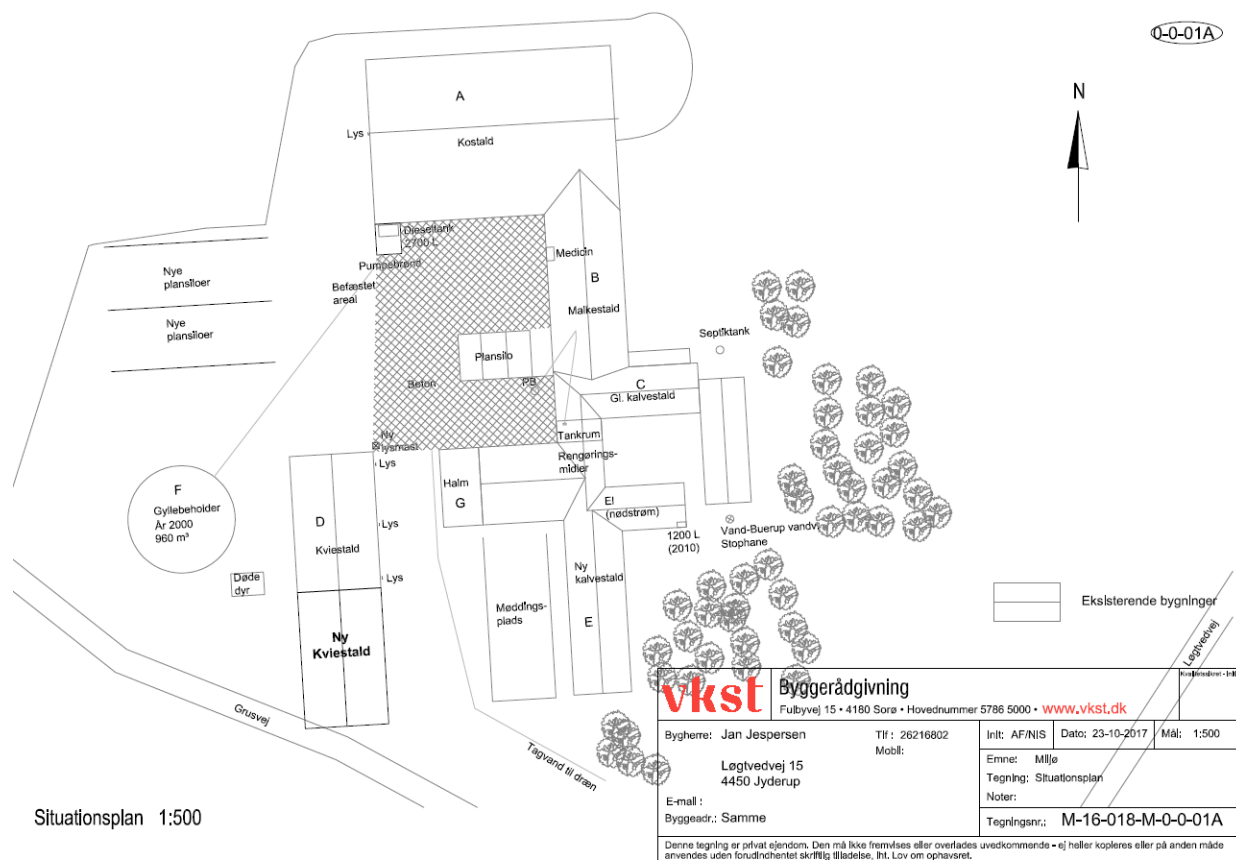 0-0-01A
N
A
Lys
Kostald
Dieseltank
2700 L
Pumpebrønd
Befæstet
areal
Medicin
B
Malkestald
Nye
plansiloer
Nye
plansiloer
Septiktank
Plansilo
Beton
PB
C
Gl. kalvestald
Tankrum
Rengørings-
midler
Ny
lysmast
Lys
Halm
G
F
Gyllebeholder
År 2000
960 m³
D
Kviestald
Lys
El
(nødstrøm)
1200 L
(2010)
Vand-Buerup vandv.
Stophane
Døde
dyr
Lys
Ny
kalvestald
E
Møddings-
plads
Ny
Kviestald
Eksisterende bygninger
Løgtvedvej
Grusvej
Tagvand til dræn
Situationsplan 1:500
vkst
Byggerådgivning
Fulbyvej 15 • 4180 Sorø • Hovednummer 5786 5000 • www.vkst.dk
Bygherre: Jan Jespersen
Tlf: 26216802
Mobil:
Løgtvedvej 15
4450 Jyderup
E-mail :
Byggeadr.: Samme
Init: AF/NIS
Dato: 23-10-2017
Mål: 1:500
Emne: Miljø
Tegning: Situationsplan
Noter:
Tegningsnr.: M-16-018-M-0-0-01A
Denne tegning er privat ejendom. Den må ikke fremvises eller overlades uvedkommende - ej heller kopieres eller på anden måde
anvendes uden forudindhentet skriftlig tilladelse, iht. Lov om ophavsret.